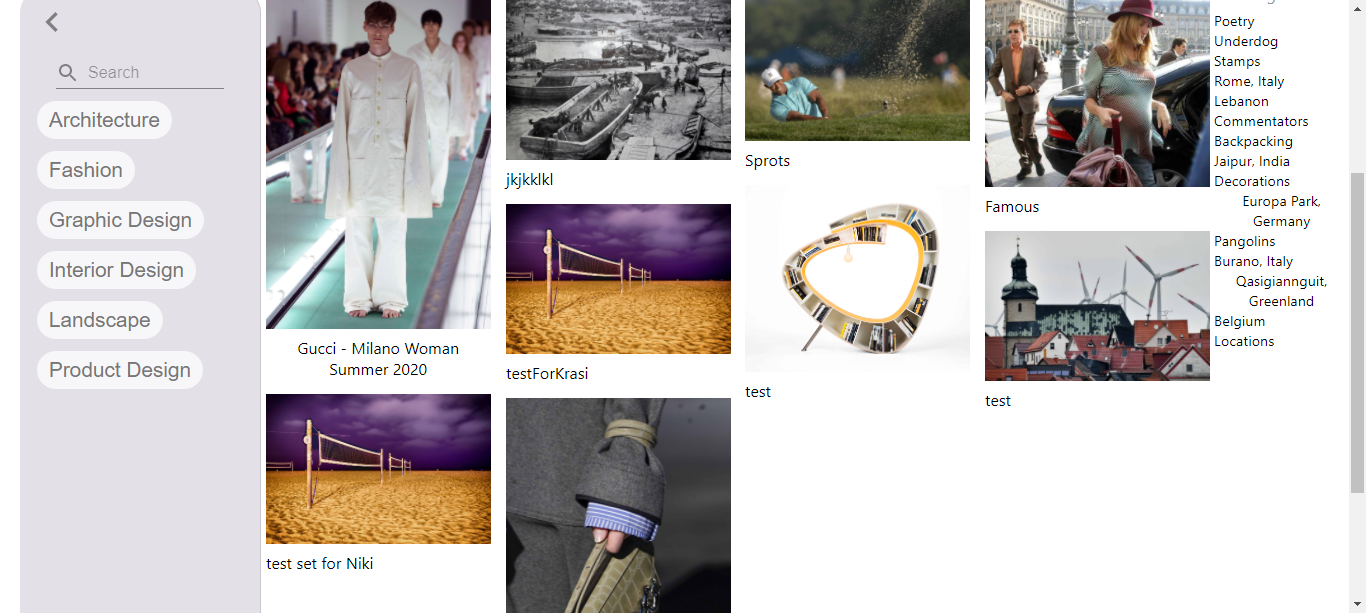 Search
Architecture
Fashion
Graphic Design
Interior Design
Landscape
Product Design
Gucci - Milano Woman
Summer 2020
test set for Niki
jkjkklkl
testForKrasi
Sprots
test
Famous
test
Poetry
Underdog
Stamps
Rome, Italy
Lebanon
Commentators
Backpacking
Jaipur, India
Decorations
Europa Park,
Germany
Pangolins
Burano, Italy
Qasigiannguit,
Greenland
Belgium
Locations